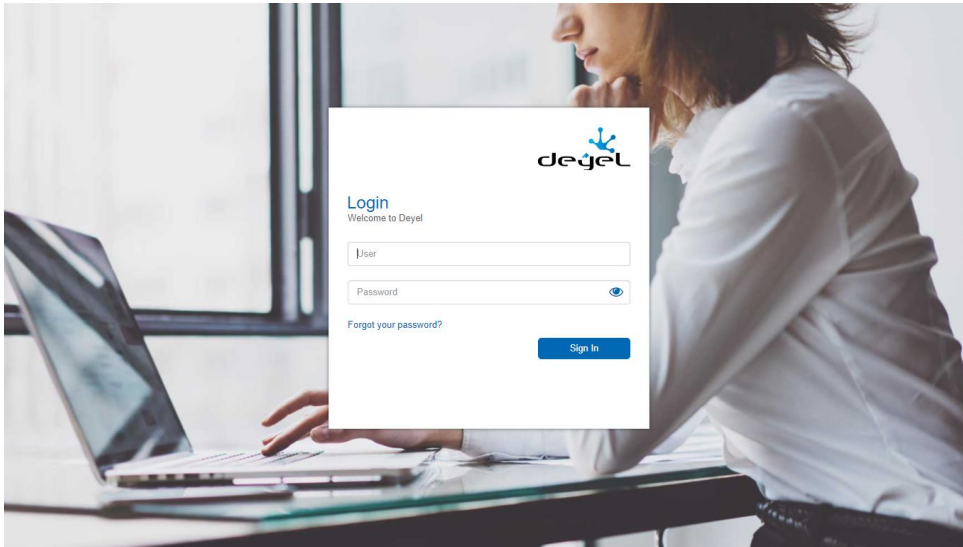 deyel
Login
Welcome to Deyel
User
Password
Forgot your password?
Sign In